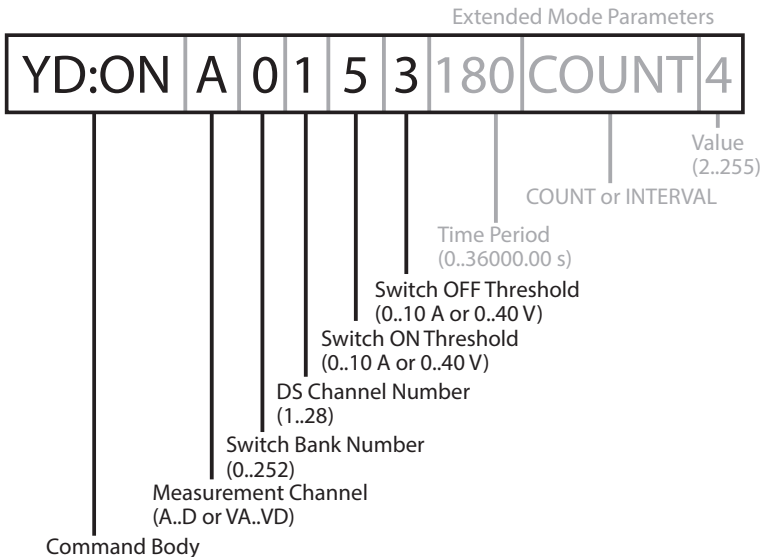 Extended Mode Parameters
YD:ON A 0 1 5 3 180 COUNT 4
Value
(2..255)
COUNT or INTERVAL
Time Period
(0..36000.00 s)
Switch OFF Threshold
(0..10 A or 0..40 V)
Switch ON Threshold
(0..10 A or 0..40 V)
DS Channel Number
(1..28)
Switch Bank Number
(0..252)
Measurement Channel
(A..D or VA..VD)
Command Body